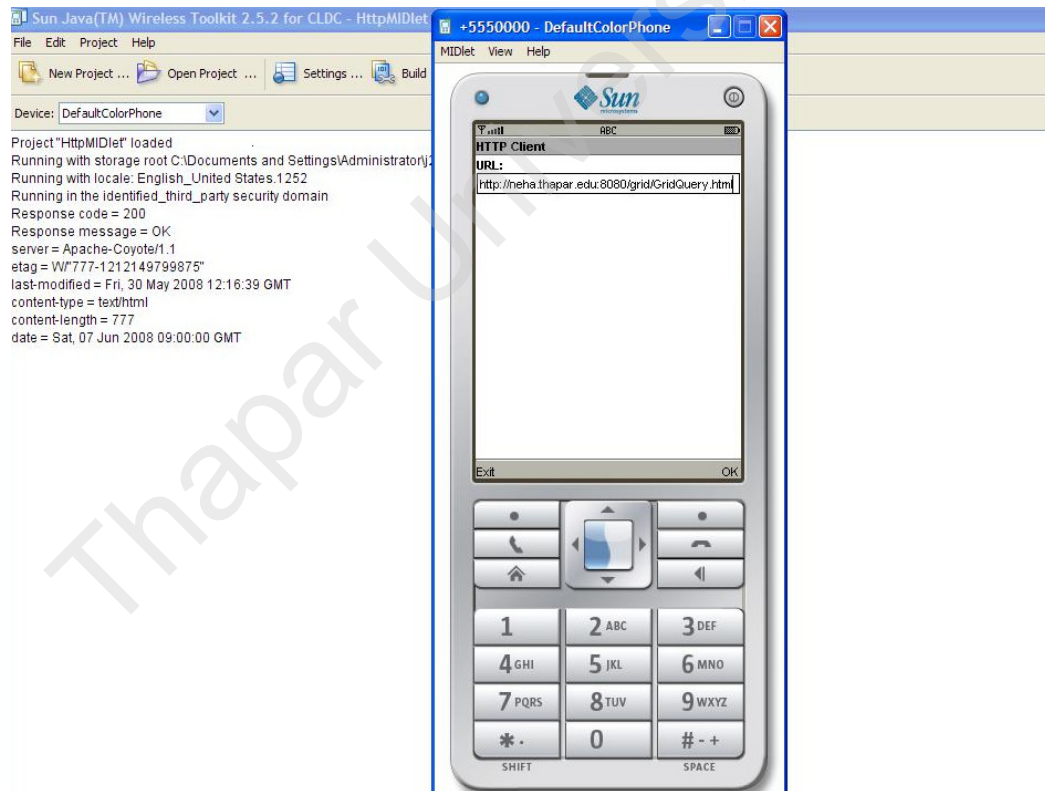 Sun Java(TM) Wireless Toolkit 2.5.2 for CLDC - HttpMIDlet
File Edit Project Help
New Project ... Open Project ... Settings ... Build
Device: DefaultColorPhone
Project "HttpMIDlet" loaded
Running with storage root C:\Documents and Settings\Administrator\j2
Running with locale: English_United States.1252
Running in the identified_third_party security domain
Response code = 200
Response message = OK
server = Apache-Coyote/1.1
etag = W/"777-1212149799875"
last-modified = Fri, 30 May 2008 12:16:39 GMT
content-type = text/html
content-length = 777
date = Sat, 07 Jun 2008 09:00:00 GMT
+5550000 - DefaultColorPhone
MIDlet View Help
Sun
microsystems
ABC
HTTP Client
URL:
http://neha.thapar.edu:8080/grid/GridQuery.html
Exit OK
1 2 ABC 3 DEF
4 GHI 5 JKL 6 MNO
7 PQRS 8 TUV 9 WXYZ
* . 0 # - +
SHIFT SPACE
Thapar Univers